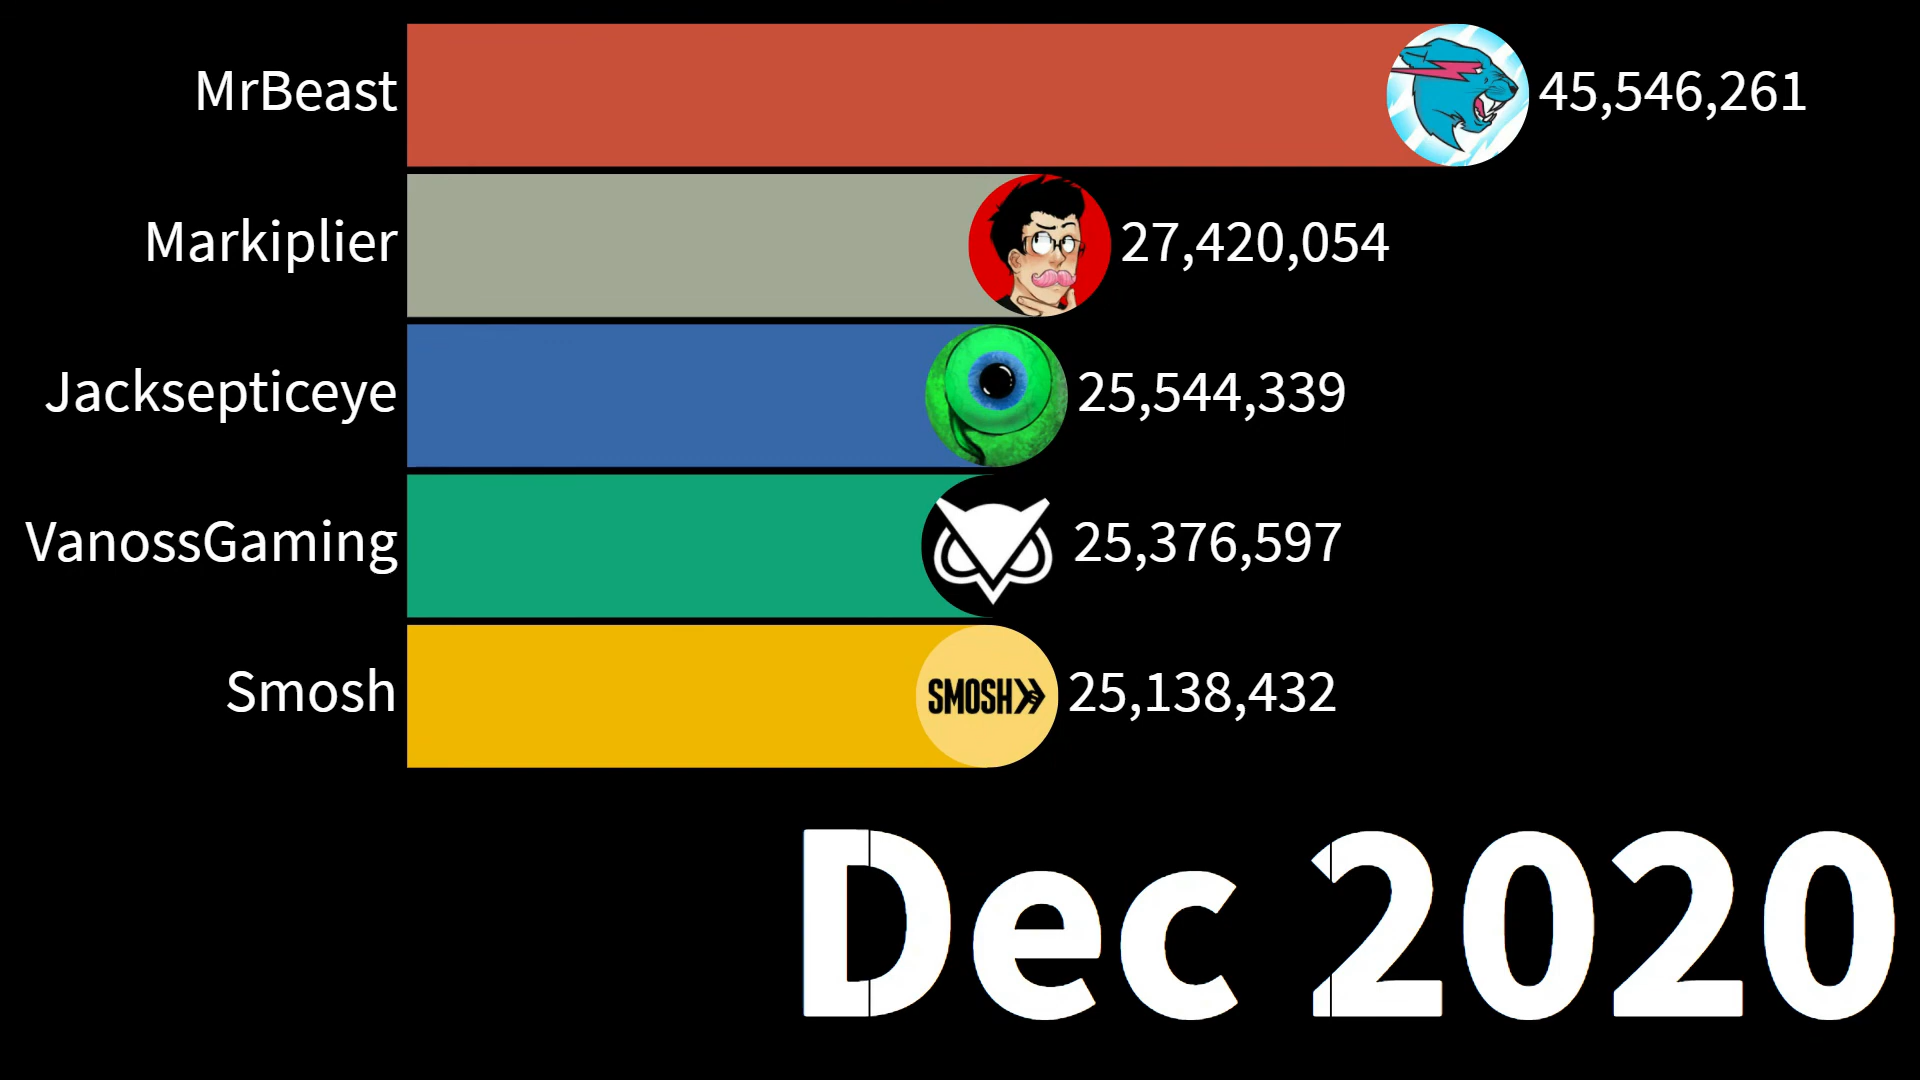 MrBeast 45,546,261
Markiplier 27,420,054
Jacksepticeye 25,544,339
VanossGaming 25,376,597
Smosh SMOSH 25,138,432
Dec 2020